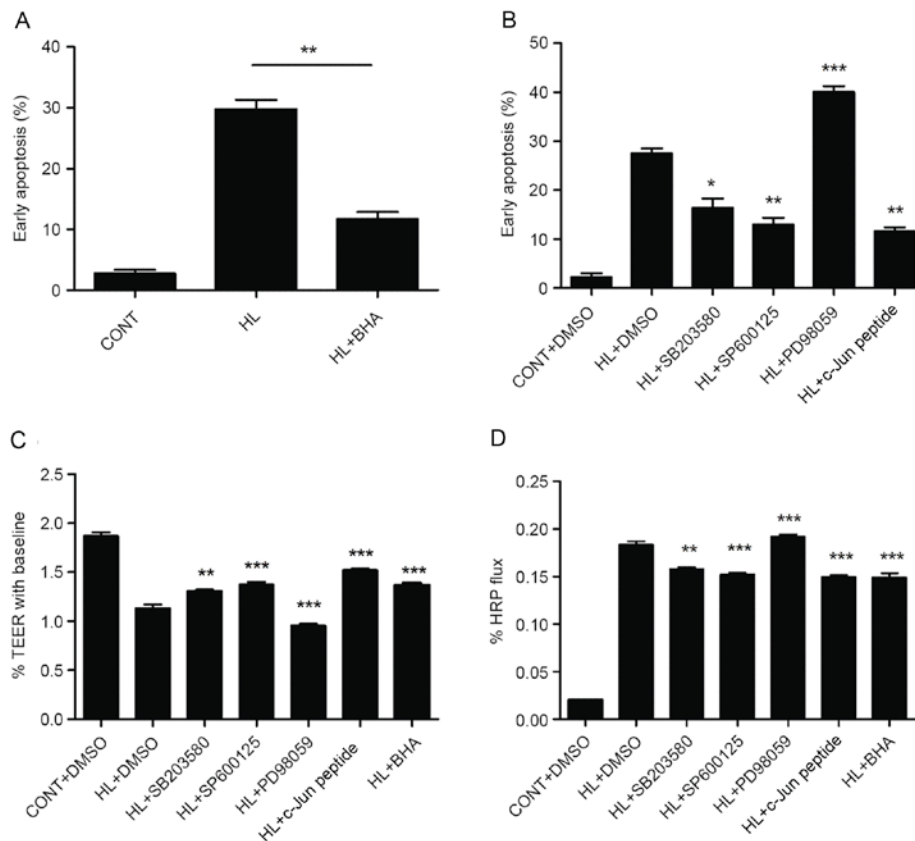 A
**
40
30
20
10
0
Early apoptosis (%)
CONT
HL
HL+BHA
B
***
50
40
30
20
10
0
Early apoptosis (%)
*
**
**
CONT+DMSO
HL+DMSO
HL+SB203580
HL+SP600125
HL+PD98059
HL+c-Jun peptide
C
2.5
2.0
1.5
1.0
0.5
0.0
% TEER with baseline
**
***
***
***
***
CONT+DMSO
HL+DMSO
HL+SB203580
HL+SP600125
HL+PD98059
HL+c-Jun peptide
HL+BHA
D
0.25
0.20
0.15
0.10
0.05
0.00
% HRP flux
**
***
***
***
***
CONT+DMSO
HL+DMSO
HL+SB203580
HL+SP600125
HL+PD98059
HL+c-Jun peptide
HL+BHA